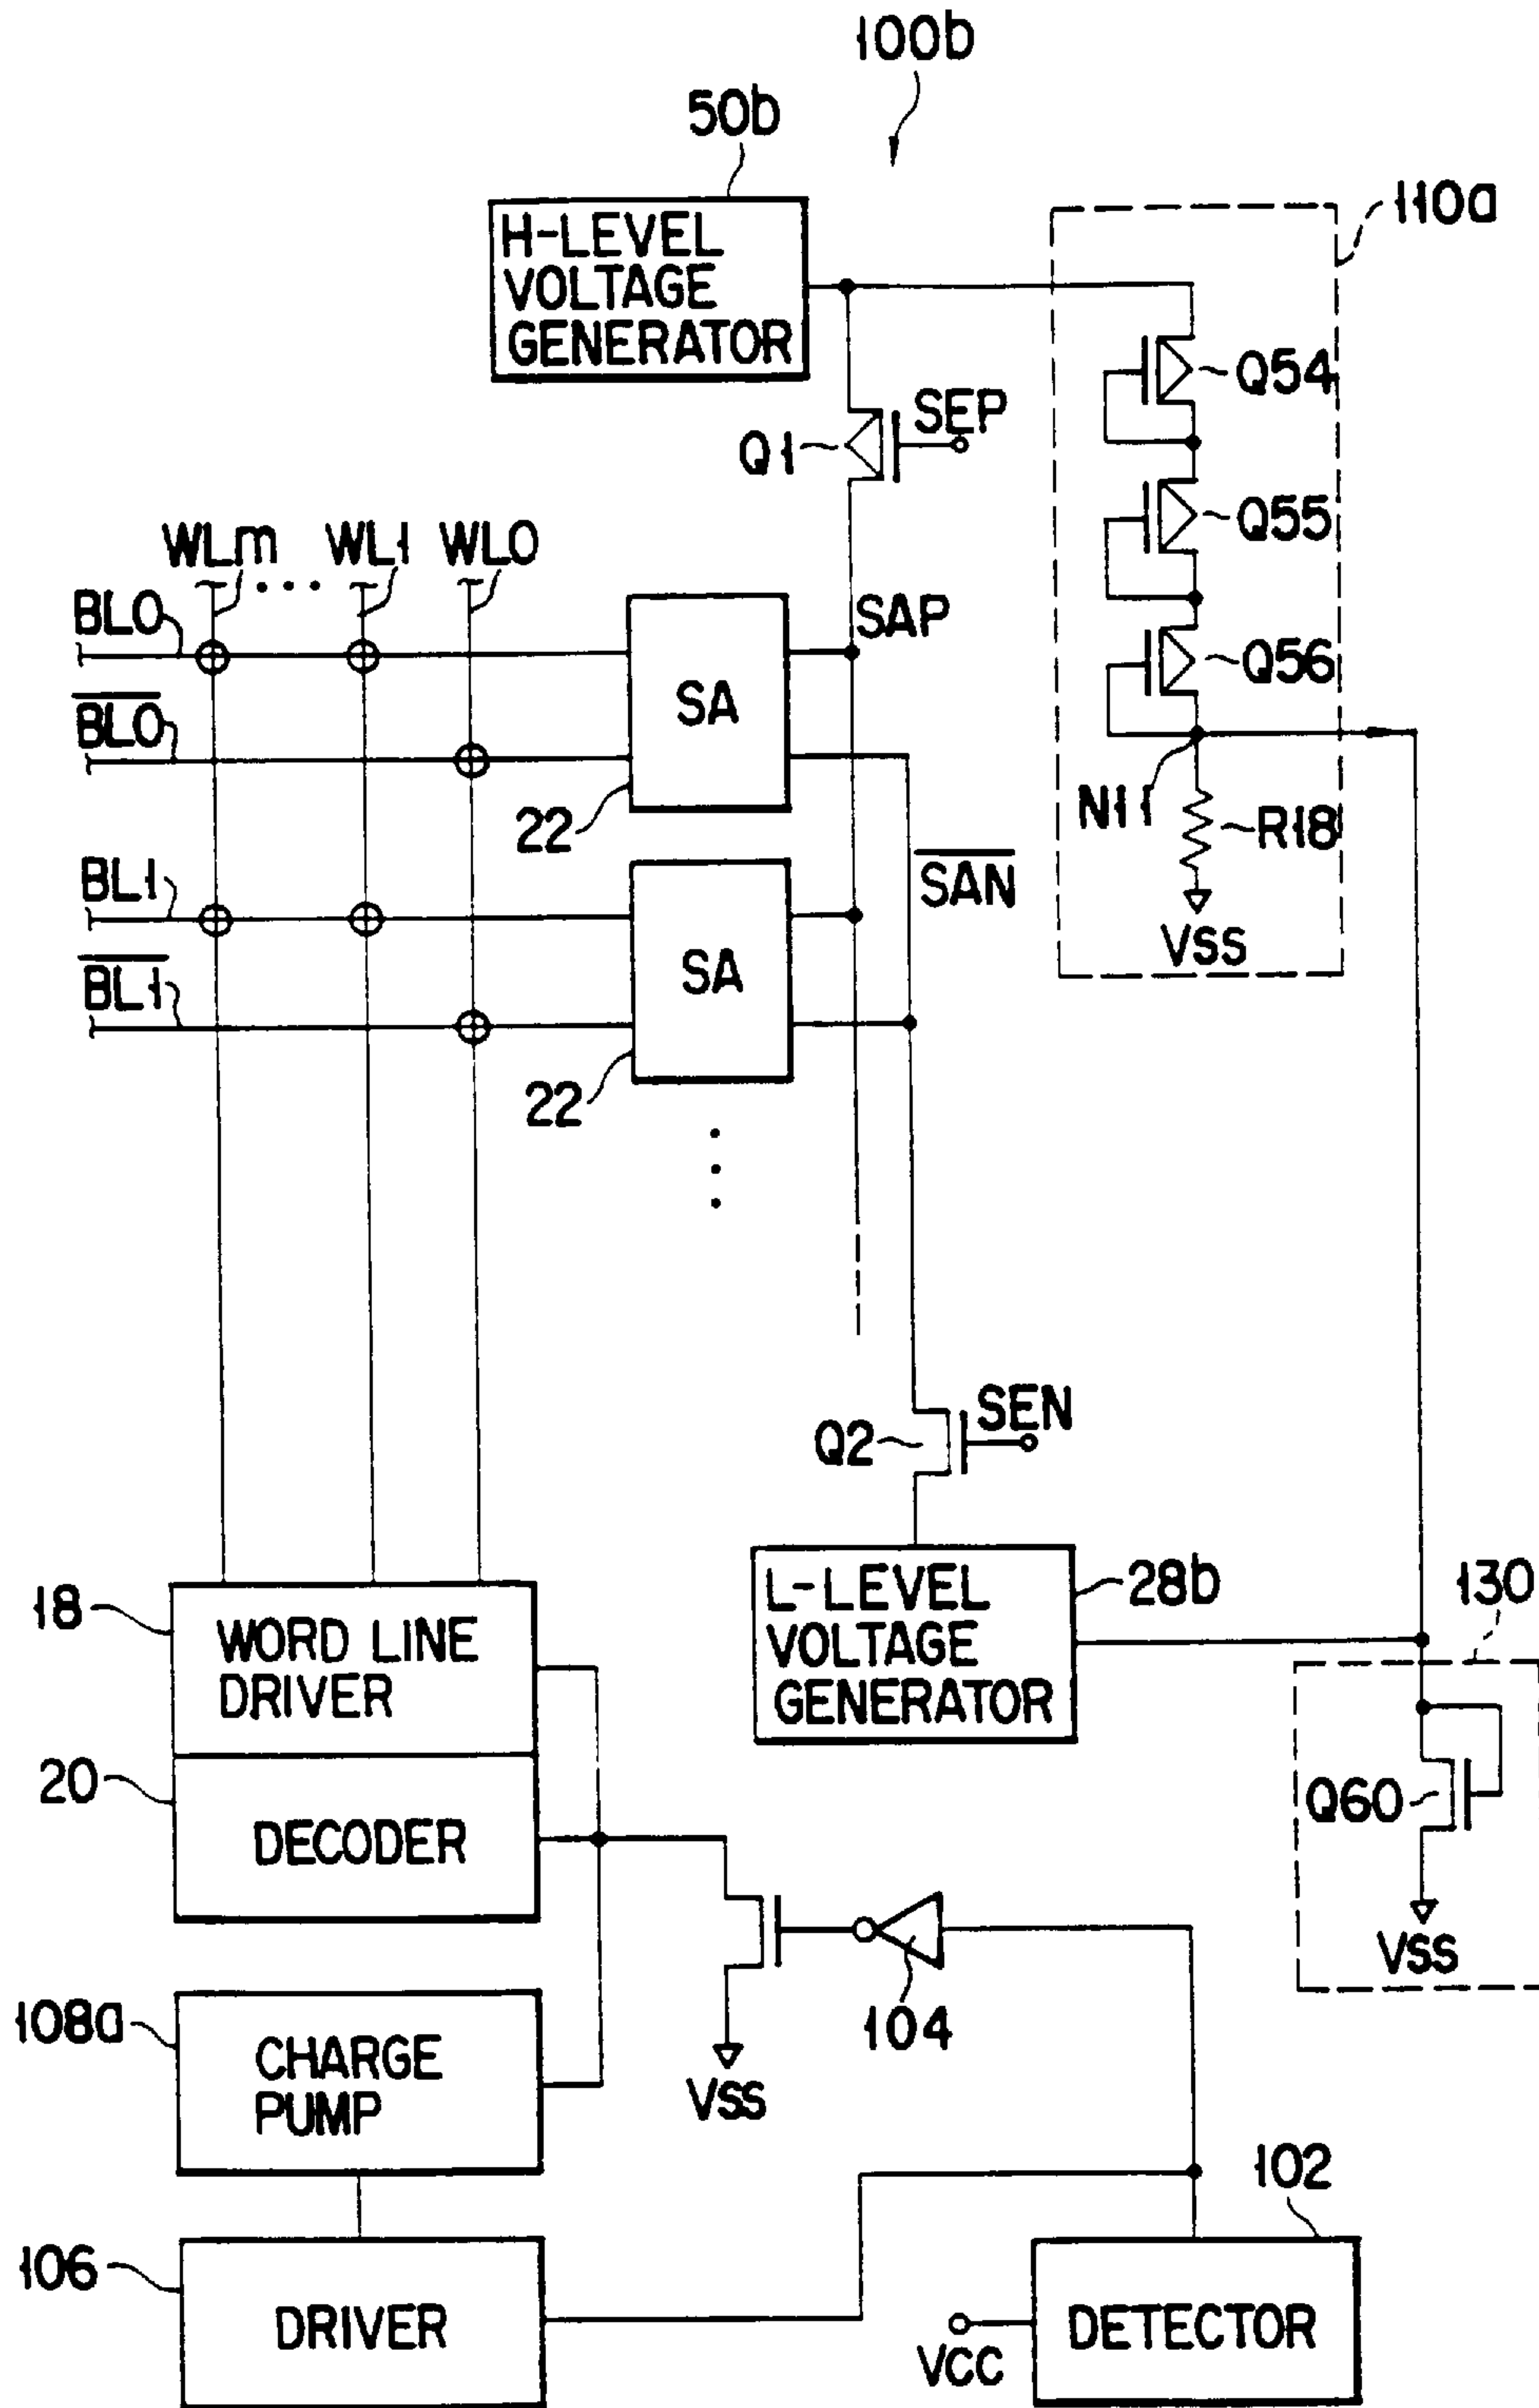 100b
50b
H-LEVEL
VOLTAGE
GENERATOR
110a
Q54
SEP
Q1
Q55
WLm ... WL1 WL0
BL0
SAP
Q56
SA
BL0
22
N11
R18
BL1
SAN
VSS
SA
BL1
22
SEN
Q2
L-LEVEL
VOLTAGE
GENERATOR
28b
130
18
WORD LINE
DRIVER
20
DECODER
Q60
VSS
104
108a
CHARGE
PUMP
VSS
102
106
DRIVER
VCC
DETECTOR